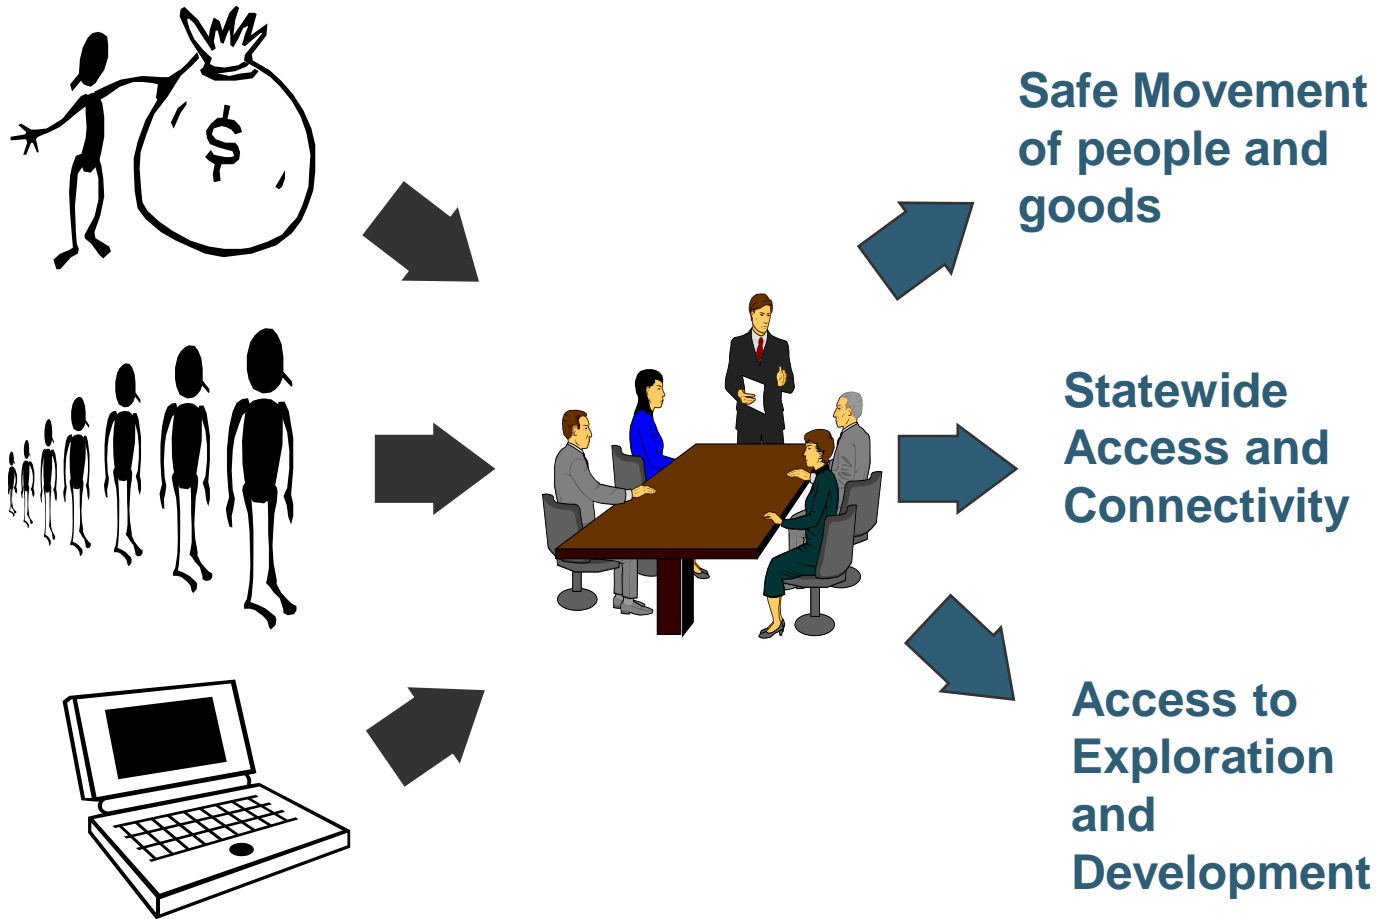 $
Safe Movement
of people and
goods
Statewide
Access and
Connectivity
Access to
Exploration
and
Development